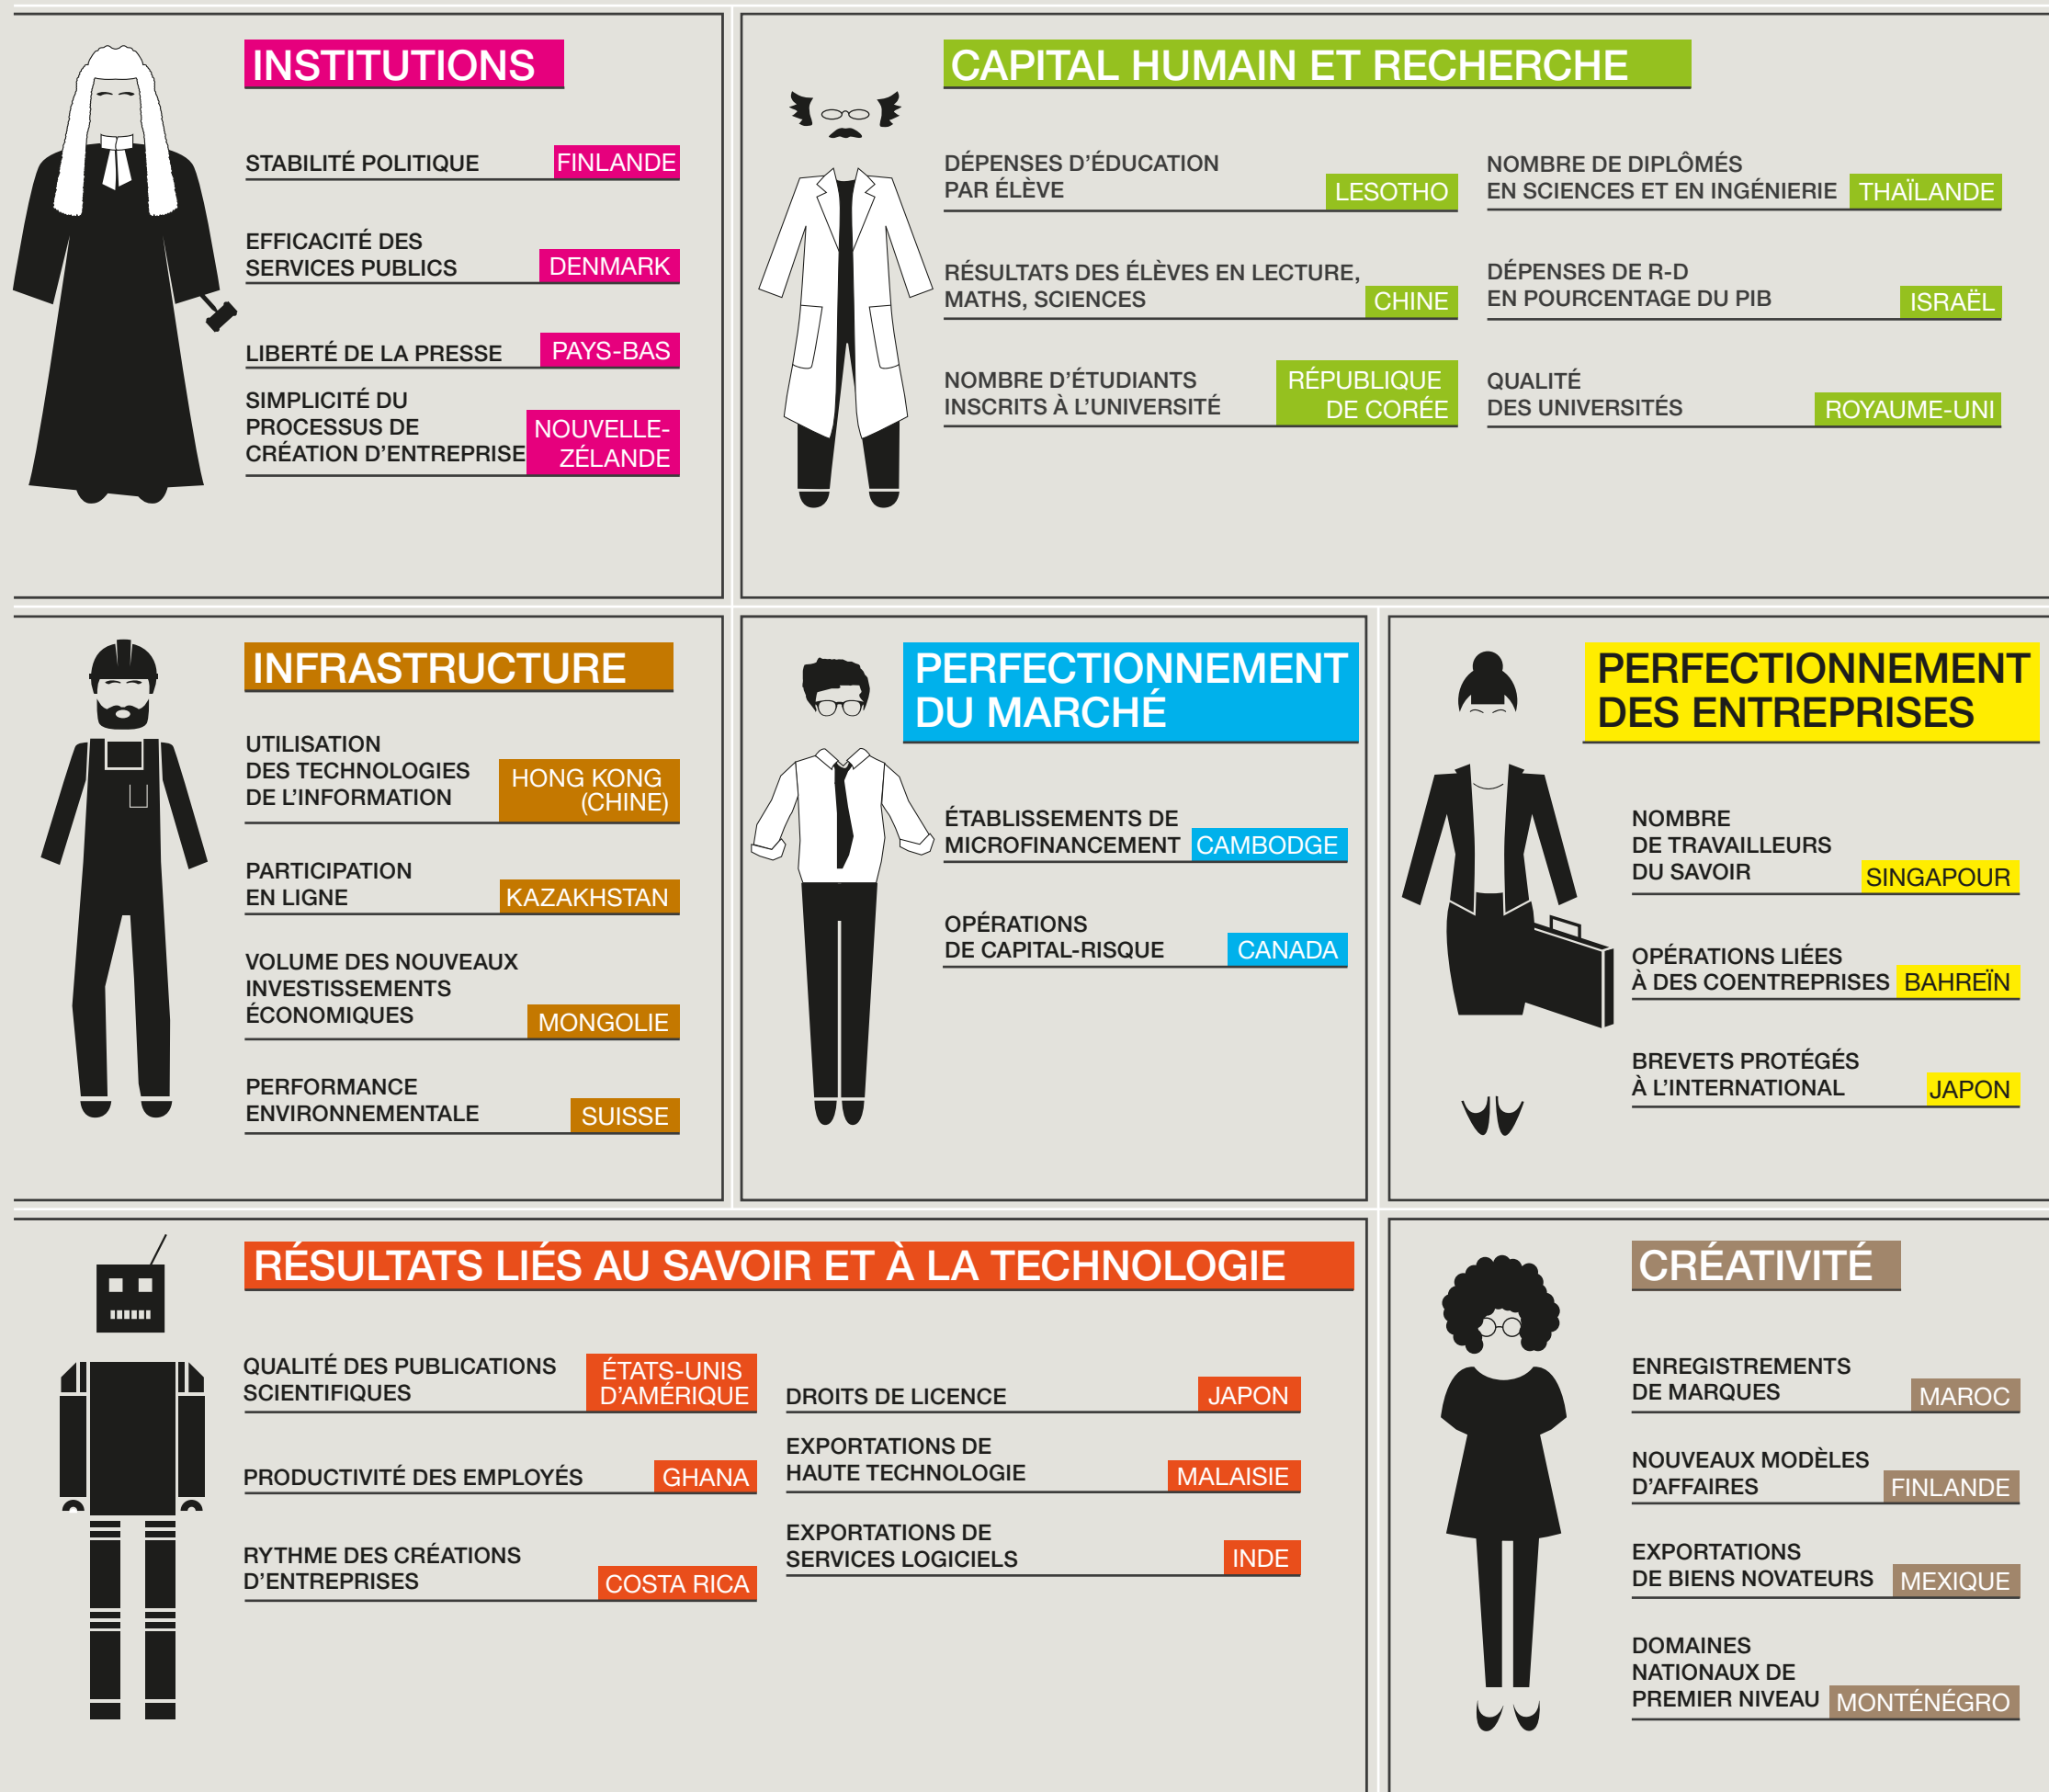 INSTITUTIONS
STABILITÉ POLITIQUE
FINLANDE
EFFICACITÉ DES
SERVICES PUBLICS
DENMARK
LIBERTÉ DE LA PRESSE
PAYS-BAS
SIMPLICITÉ DU
PROCESSUS DE
CRÉATION D’ENTREPRISE
NOUVELLE-
ZÉLANDE
CAPITAL HUMAIN ET RECHERCHE
DÉPENSES D’ÉDUCATION
PAR ÉLÈVE
LESOTHO
RÉSULTATS DES ÉLÈVES EN LECTURE,
MATHS, SCIENCES
CHINE
NOMBRE D’ÉTUDIANTS
INSCRITS À L’UNIVERSITÉ
RÉPUBLIQUE
DE CORÉE
NOMBRE DE DIPLÔMÉS
EN SCIENCES ET EN INGÉNIERIE
THAÏLANDE
DÉPENSES DE R-D
EN POURCENTAGE DU PIB
ISRAËL
QUALITÉ
DES UNIVERSITÉS
ROYAUME-UNI
INFRASTRUCTURE
UTILISATION
DES TECHNOLOGIES
DE L’INFORMATION
HONG KONG
(CHINE)
PARTICIPATION
EN LIGNE
KAZAKHSTAN
VOLUME DES NOUVEAUX
INVESTISSEMENTS
ÉCONOMIQUES
MONGOLIE
PERFORMANCE
ENVIRONNEMENTALE
SUISSE
PERFECTIONNEMENT
DU MARCHÉ
ÉTABLISSEMENTS DE
MICROFINANCEMENT
CAMBODGE
OPÉRATIONS
DE CAPITAL-RISQUE
CANADA
PERFECTIONNEMENT
DES ENTREPRISES
NOMBRE
DE TRAVAILLEURS
DU SAVOIR
SINGAPOUR
OPÉRATIONS LIÉES
À DES COENTREPRISES
BAHREÏN
BREVETS PROTÉGÉS
À L’INTERNATIONAL
JAPON
RÉSULTATS LIÉS AU SAVOIR ET À LA TECHNOLOGIE
QUALITÉ DES PUBLICATIONS
SCIENTIFIQUES
ÉTATS-UNIS
D’AMÉRIQUE
PRODUCTIVITÉ DES EMPLOYÉS
GHANA
RYTHME DES CRÉATIONS
D’ENTREPRISES
COSTA RICA
DROITS DE LICENCE
JAPON
EXPORTATIONS DE
HAUTE TECHNOLOGIE
MALAISIE
EXPORTATIONS DE
SERVICES LOGICIELS
INDE
CRÉATIVITÉ
ENREGISTREMENTS
DE MARQUES
MAROC
NOUVEAUX MODÈLES
D’AFFAIRES
FINLANDE
EXPORTATIONS
DE BIENS NOVATEURS
MEXIQUE
DOMAINES
NATIONAUX DE
PREMIER NIVEAU
MONTÉNÉGRO